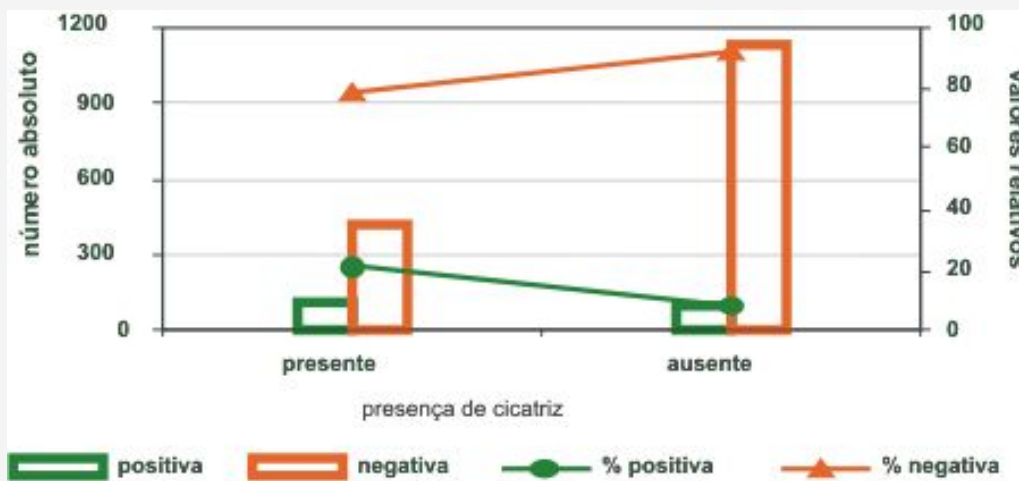 número absoluto
1200
900
600
300
0
100
80
60
40
20
0
valores relativos
presente
ausente
presença de cicatriz
positiva
negativa
% positiva
% negativa